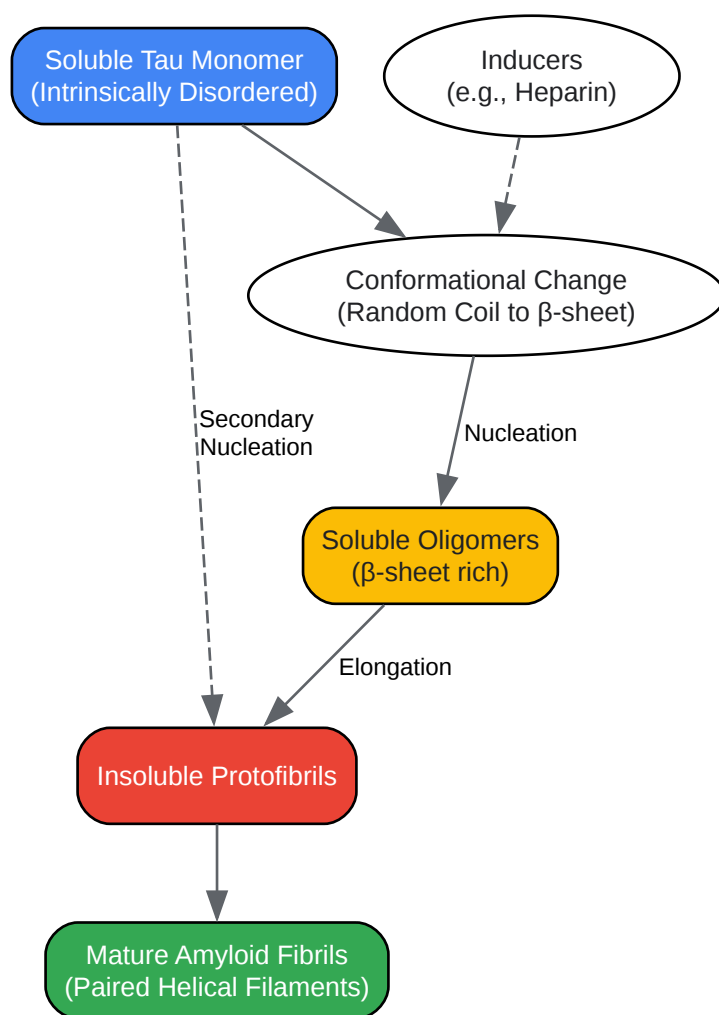 Soluble Tau Monomer
(Intrinsically Disordered)
Inducers
(e.g., Heparin)
Conformational Change
(Random Coil to β-sheet)
Secondary
Nucleation
Nucleation
Soluble Oligomers
(β-sheet rich)
Elongation
Insoluble Protofibrils
Mature Amyloid Fibrils
(Paired Helical Filaments)